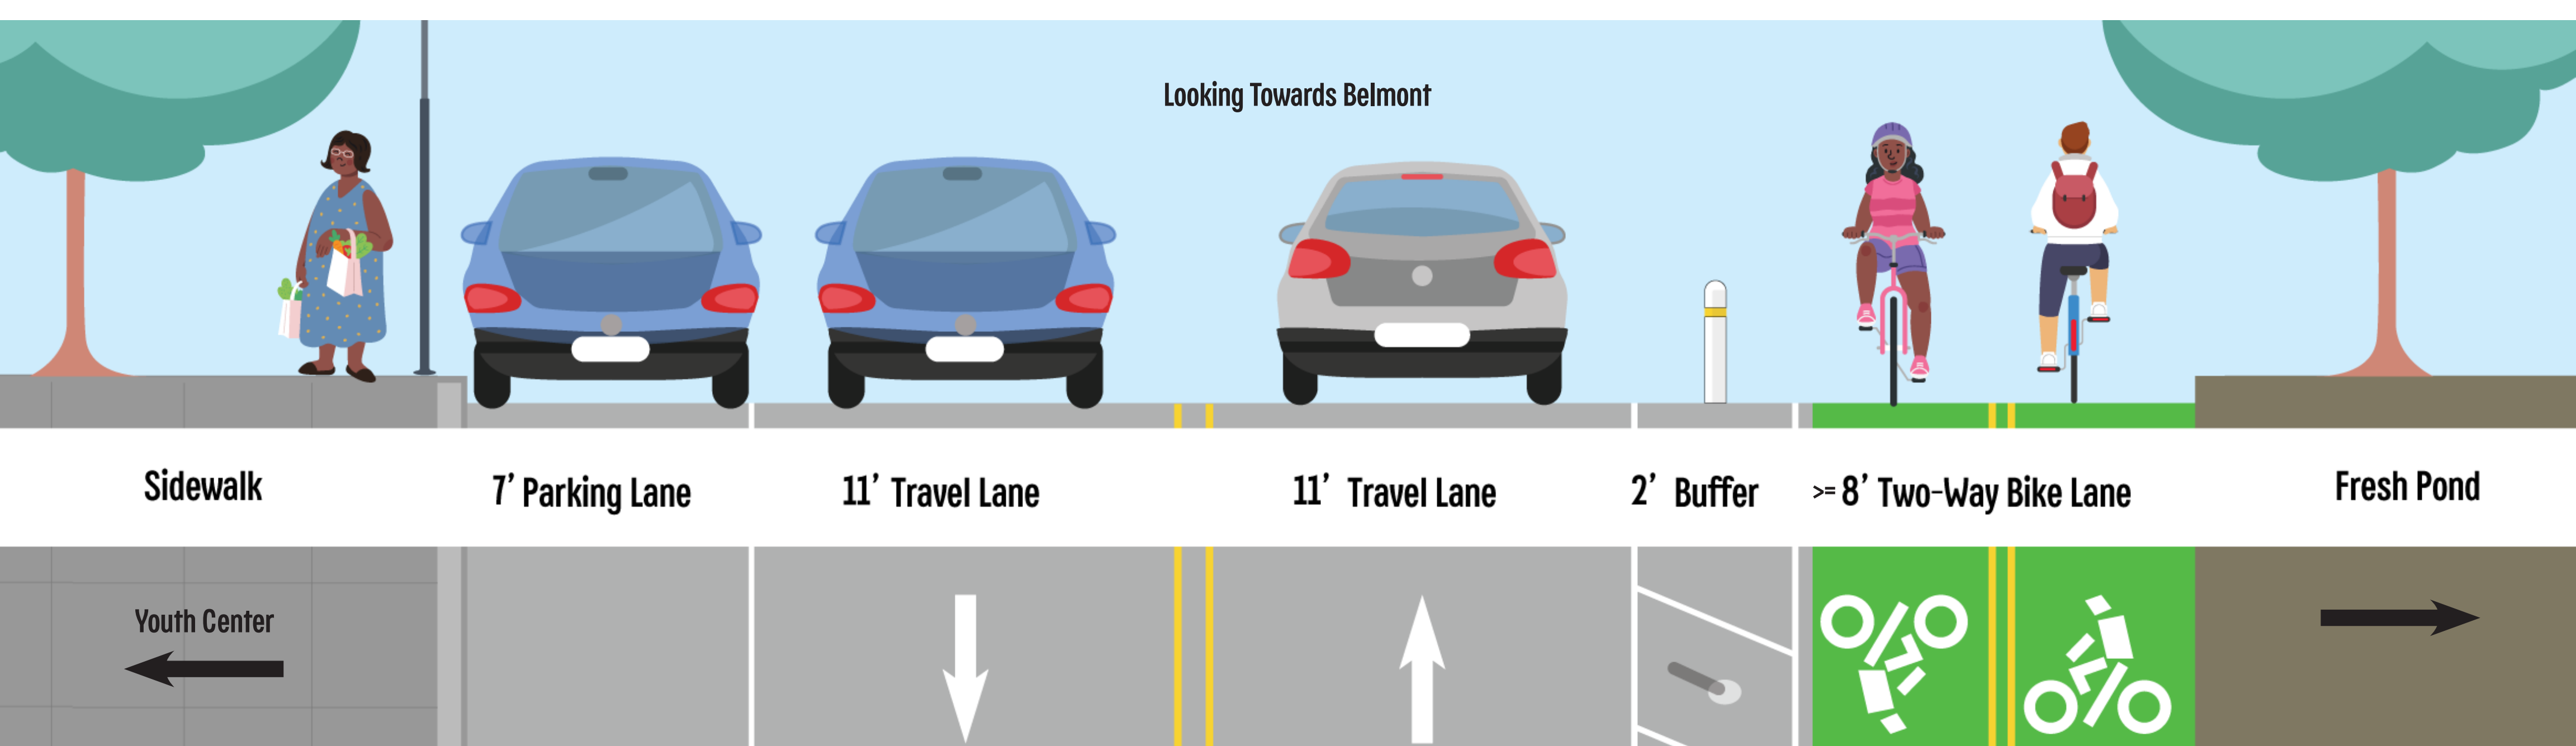 Looking Towards Belmont
Sidewalk
7’ Parking Lane
11’ Travel Lane
11’ Travel Lane
2’ Buffer
>= 8’ Two-Way Bike Lane
Fresh Pond
Youth Center